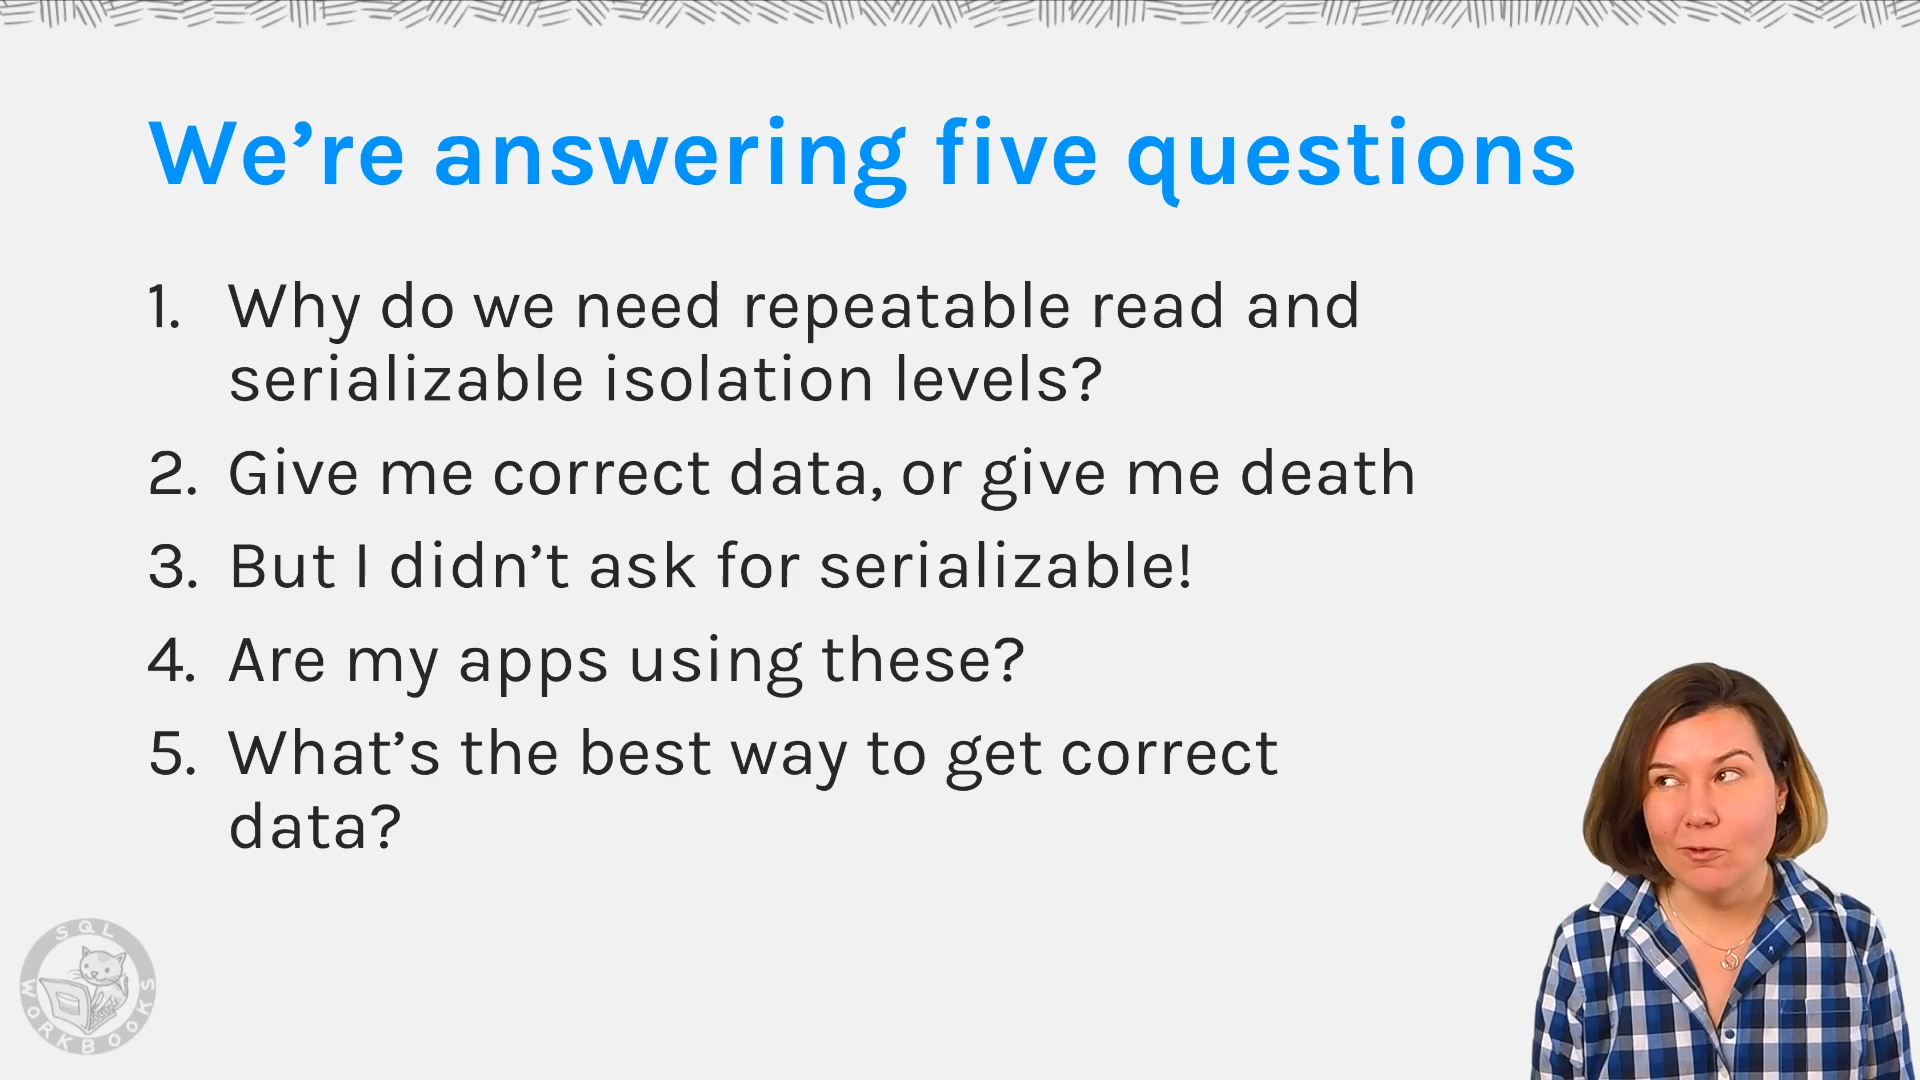 We’re answering five questions
1. Why do we need repeatable read and
serializable isolation levels?
2. Give me correct data, or give me death
3. But I didn’t ask for serializable!
4. Are my apps using these?
5. What’s the best way to get correct
data?
SQL
WORKBOOKS